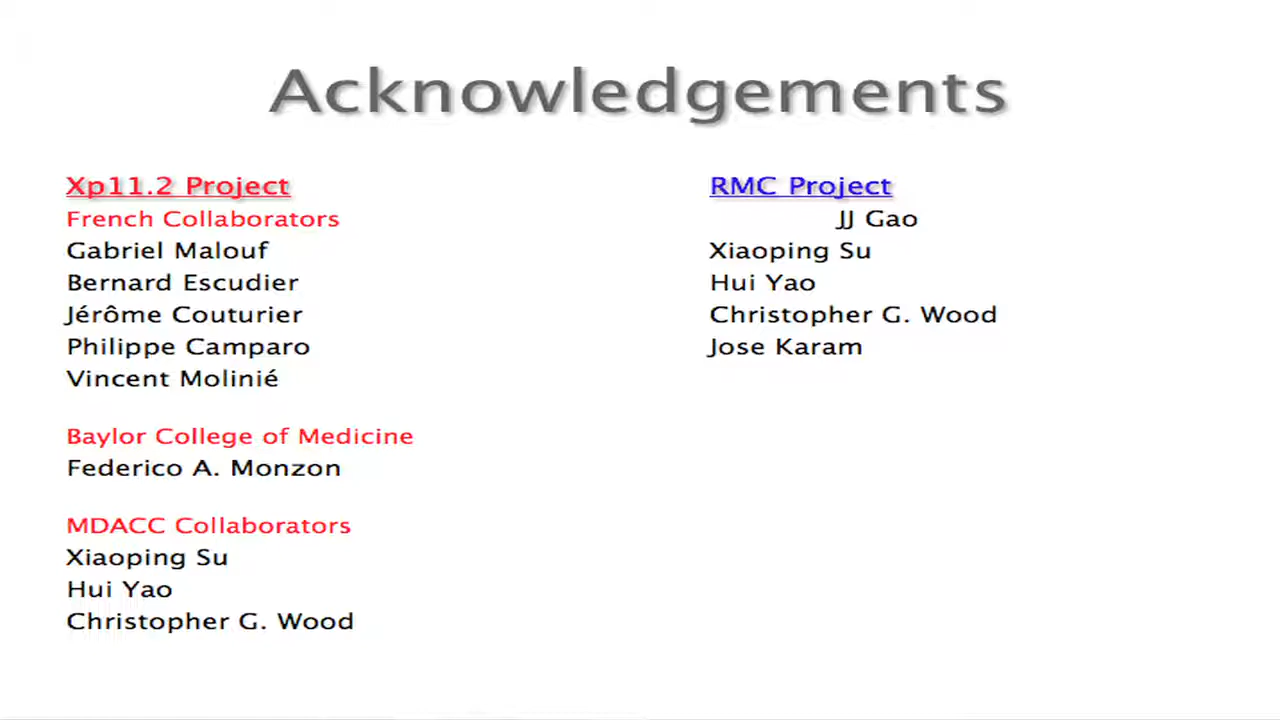 Acknowledgements
Xp11.2 Project
French Collaborators
Gabriel Malouf
Bernard Escudier
Jérôme Couturier
Philippe Camparo
Vincent Molinié
Baylor College of Medicine
Federico A. Monzon
MDACC Collaborators
Xiaoping Su
Hui Yao
Christopher G. Wood
RMC Project
JJ Gao
Xiaoping Su
Hui Yao
Christopher G. Wood
Jose Karam